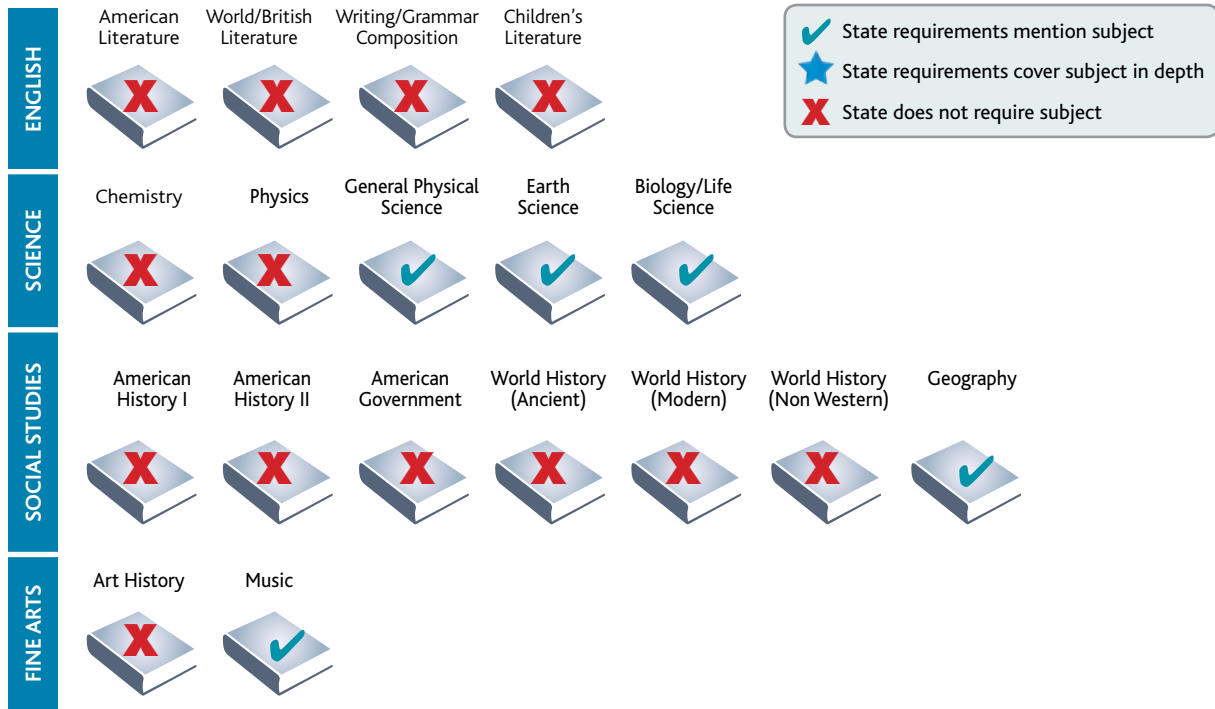 ENGLISH
American
Literature
World/British
Literature
Writing/Grammar
Composition
Children's
Literature
State requirements mention subject
State requirements cover subject in depth
State does not require subject
SCIENCE
Chemistry
Physics
General Physical
Science
Earth
Science
Biology/Life
Science
SOCIAL STUDIES
American
History I
American
History II
American
Government
World History
(Ancient)
World History
(Modern)
World History
(Non Western)
Geography
FINE ARTS
Art History
Music